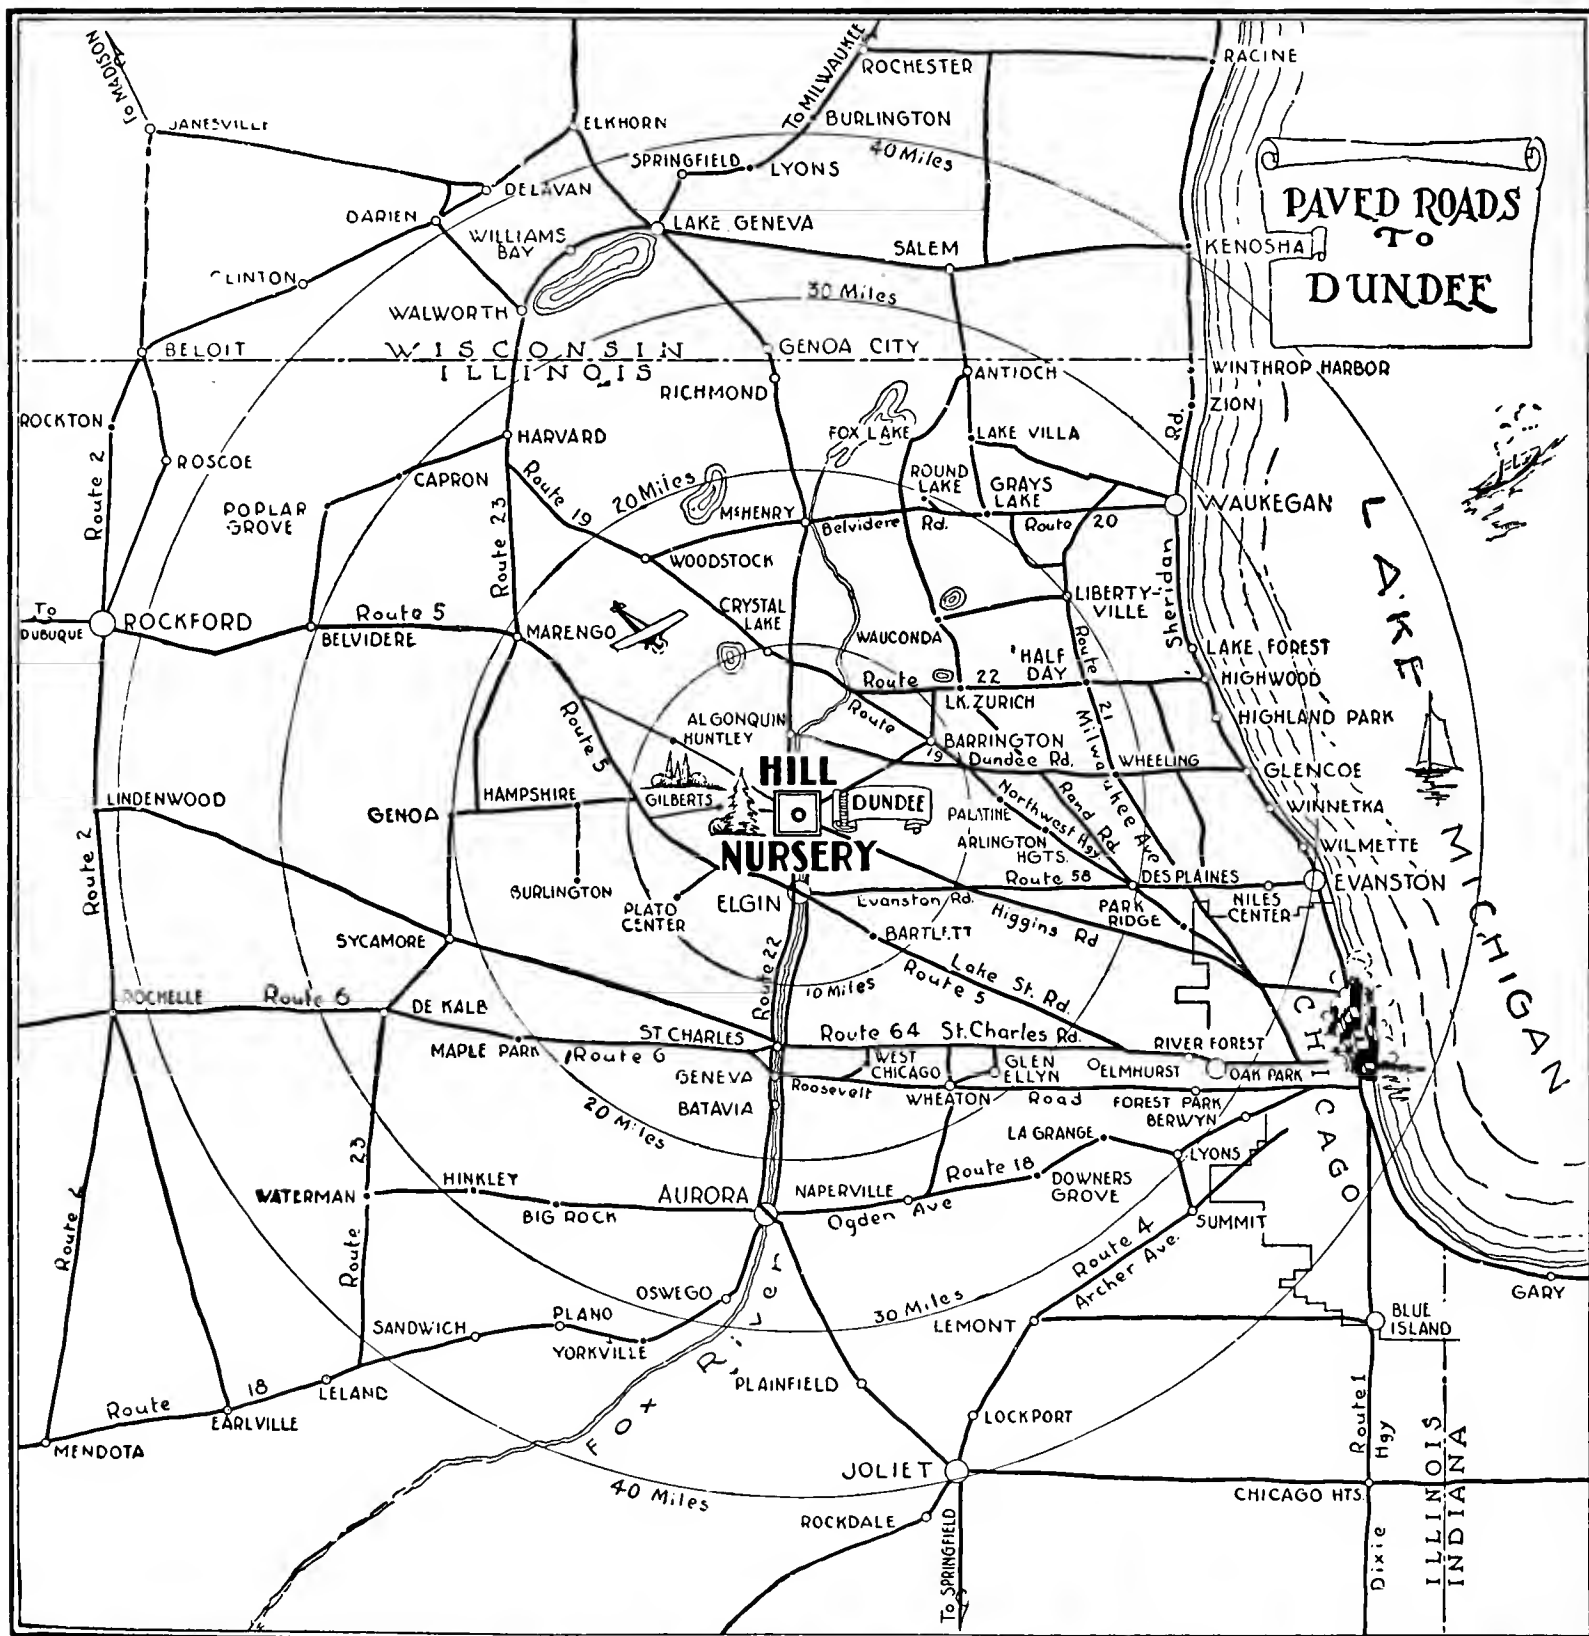 To MADISON
JANESVILLE
ELKHORN
To MILWAUKEE
ROCHESTER
RACINE
BURLINGTON
40 Miles
SPRINGFIELD
LYONS
DELAVAN
DARIEN
WILLIAMS
BAY
LAKE GENEVA
SALEM
KENOSHA
PAVED ROADS
TO
DUNDEE
CLINTON
WALWORTH
30 Miles
BELOIT
WISCONSIN
ILLINOIS
GENOA CITY
RICHMOND
ANTIOCH
WINTHROP HARBOR
ZION
ROCKTON
ROSCOE
Route 2
HARVARD
CAPRON
POPLAR
GROVE
Route 23
Route 19
20 Miles
FOX LAKE
LAKE VILLA
ROUND
LAKE
GRAYS
LAKE
McHENRY
Belvidere Rd.
Route 20
WAUKEGAN
Sheridan Rd.
WOODSTOCK
CRYSTAL
LAKE
LIBERTY-
VILLE
WAUCONDA
To
DUBUQUE
ROCKFORD
Route 5
BELVIDERE
MARENGO
HALF
DAY
LAKE FOREST
HIGHWOOD
Route 22
LK. ZURICH
Route 21
Milwaukee Ave
HIGHLAND PARK
ALGONQUIN
HUNTLEY
Route 19
BARRINGTON
Dundee Rd.
WHEELING
GLENCOE
Route 5
HILL
NURSERY
DUNDEE
GILBERTS
HAMPSHIRE
GENOA
LINDENWOOD
Route 2
BURLINGTON
PLATO
CENTER
ELGIN
PALATINE
Northwest Hgy.
Rand Rd.
ARLINGTON
HGTS.
WINNETKA
WILMETTE
Route 58
Evanston Rd.
DES PLAINES
PARK
RIDGE
NILES
CENTER
EVANSTON
Higgins Rd
BARTLETT
Lake St. Rd.
Route 5
LAKE MICHIGAN
SYCAMORE
Route 22
10 Miles
ROCHELLE
Route 6
DE KALB
MAPLE PARK
Route 6
ST CHARLES
Route 64 St. Charles Rd.
RIVER FOREST
GENEVA
WEST
CHICAGO
GLEN
ELLYN
ELMHURST
OAK PARK
Roosevelt Road
WHEATON
FOREST PARK
BERWYN
CHICAGO
BATAVIA
20 Miles
LA GRANGE
LYONS
Route 6
Route 23
WATERMAN
HINKLEY
BIG ROCK
AURORA
NAPERVILLE
Route 18
Ogden Ave
DOWNERS
GROVE
SUMMIT
Route 4
Archer Ave.
GARY
OSWEGO
30 Miles
LEMONT
BLUE
ISLAND
PLANO
SANDWICH
YORKVILLE
Fox River
PLAINFIELD
LELAND
Route 18
EARLVILLE
MENDOTA
LOCKPORT
Route 1
Dixie Hgy
ILLINOIS
INDIANA
JOLIET
40 Miles
CHICAGO HTS.
ROCKDALE
To SPRINGFIELD